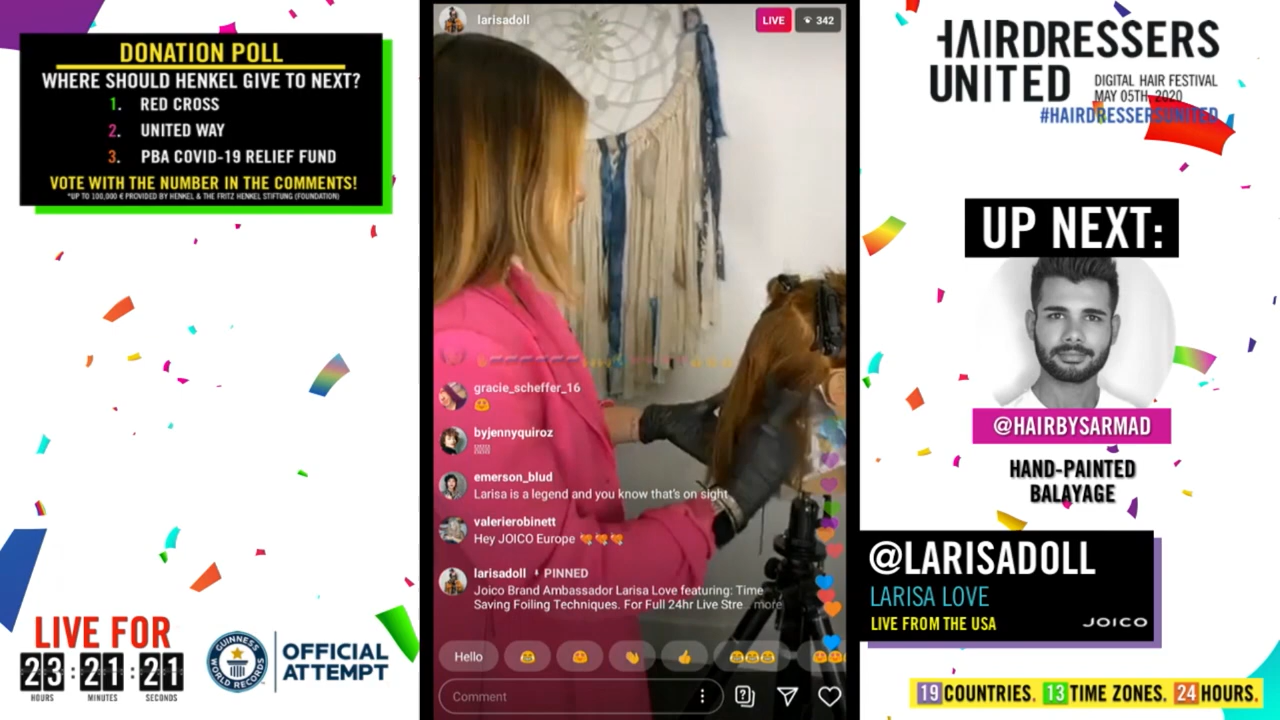 DONATION POLL
WHERE SHOULD HENKEL GIVE TO NEXT?
1. RED CROSS
2. UNITED WAY
3. PBA COVID-19 RELIEF FUND
VOTE WITH THE NUMBER IN THE COMMENTS!
*UP TO 100,000 € PROVIDED BY HENKEL & THE FRITZ HENKEL STIFTUNG (FOUNDATION)
LIVE FOR
23:21:21
HOURS MINUTES SECONDS
GUINNESS
WORLD RECORDS
OFFICIAL
ATTEMPT
larisadoll
LIVE 342
gracie_scheffer_16
byjennyquiroz
emerson_blud
Larisa is a legend and you know that's on sight
valerierobinett
Hey JOICO Europe 💘💘💘
larisadoll PINNED
Joico Brand Ambassador Larisa Love featuring: Time
Saving Foiling Techniques. For Full 24hr Live Stre... more
Hello
Comment
HAIRDRESSERS
UNITED
DIGITAL HAIR FESTIVAL
MAY 05TH, 2020
#HAIRDRESSERSUNITED
UP NEXT:
@HAIRBYSARMAD
HAND-PAINTED
BALAYAGE
@LARISADOLL
LARISA LOVE
LIVE FROM THE USA
JOICO
19 COUNTRIES. 13 TIME ZONES. 24 HOURS.